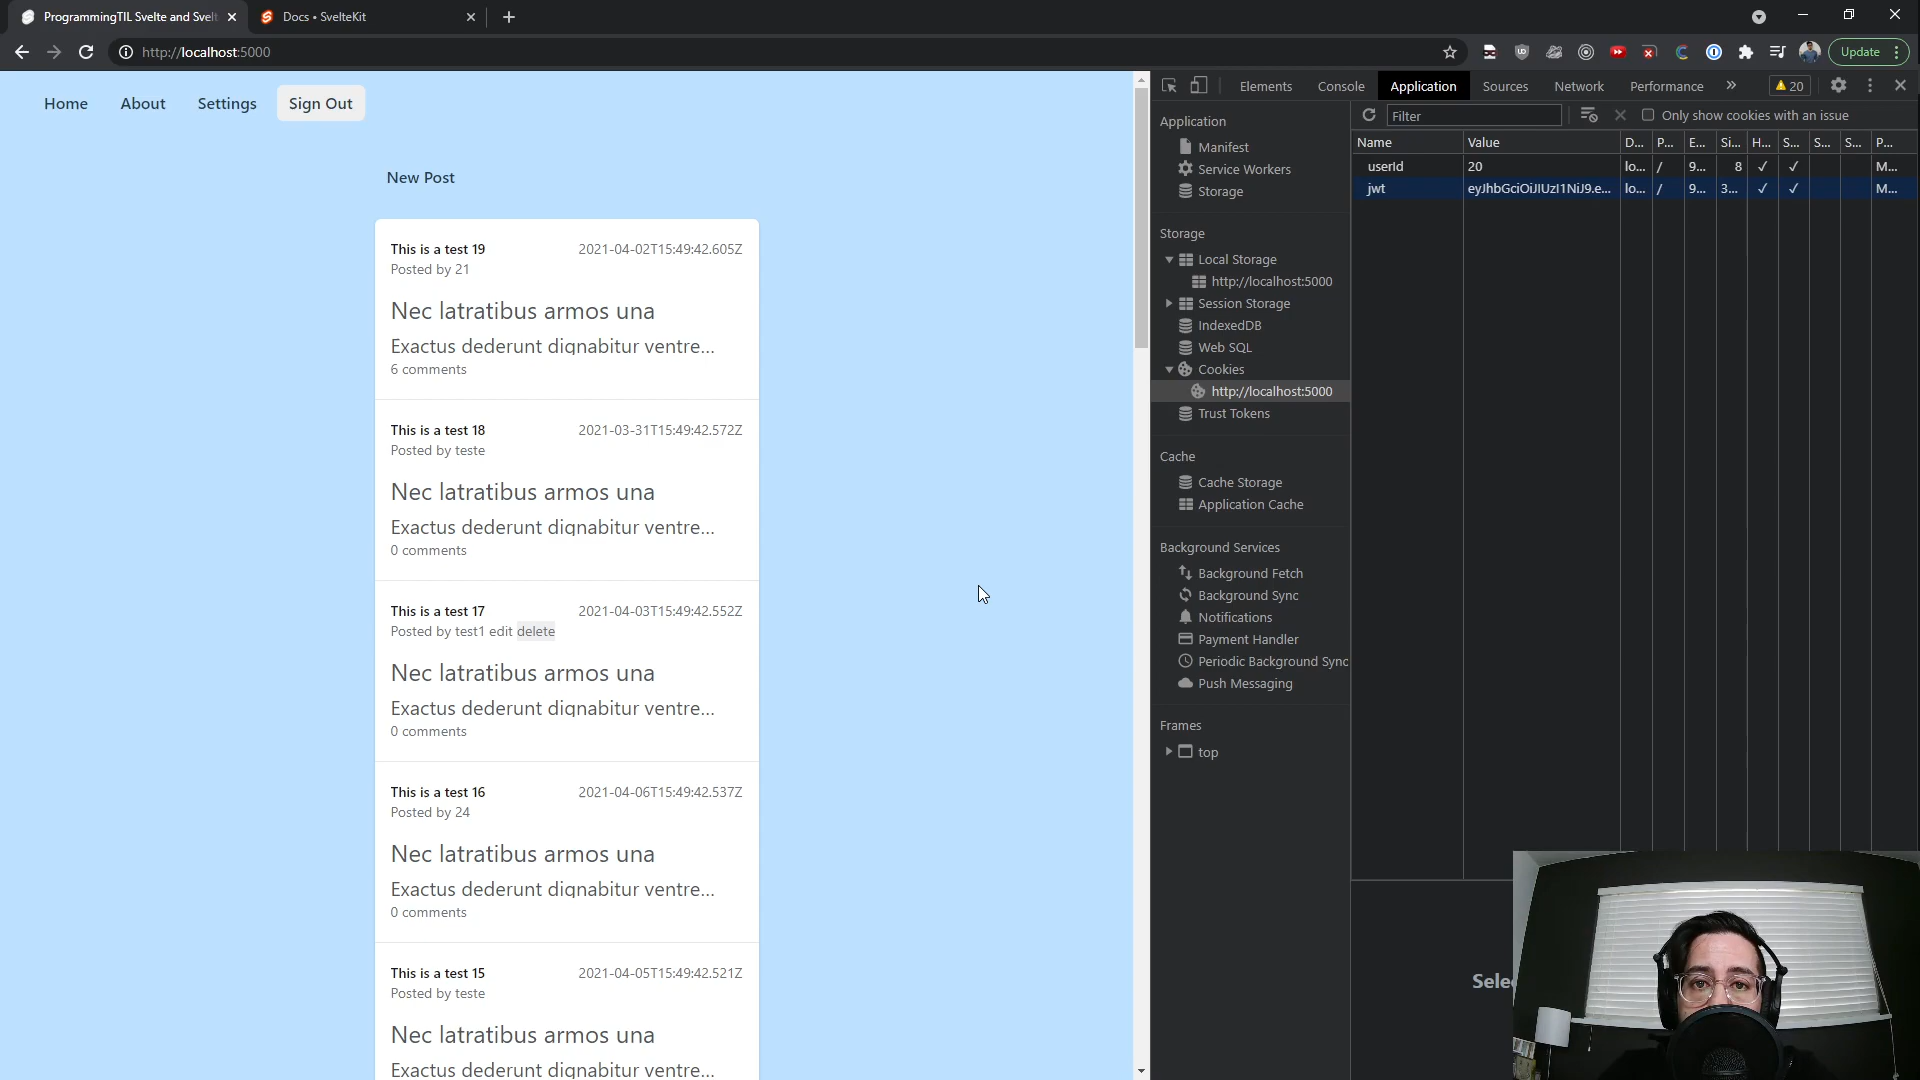 ProgrammingTIL Svelte and Svelt
Docs • SvelteKit
http://localhost:5000
Update
Home
About
Settings
Sign Out
New Post
This is a test 19
2021-04-02T15:49:42.605Z
Posted by 21
Nec latratibus armos una
Exactus dederunt dignabitur ventre...
6 comments
This is a test 18
2021-03-31T15:49:42.572Z
Posted by teste
Nec latratibus armos una
Exactus dederunt dignabitur ventre...
0 comments
This is a test 17
2021-04-03T15:49:42.552Z
Posted by test1 edit delete
Nec latratibus armos una
Exactus dederunt dignabitur ventre...
0 comments
This is a test 16
2021-04-06T15:49:42.537Z
Posted by 24
Nec latratibus armos una
Exactus dederunt dignabitur ventre...
0 comments
This is a test 15
2021-04-05T15:49:42.521Z
Posted by teste
Nec latratibus armos una
Exactus dederunt dignabitur ventre...
Elements
Console
Application
Sources
Network
Performance
20
Application
Manifest
Service Workers
Storage
Storage
Local Storage
http://localhost:5000
Session Storage
IndexedDB
Web SQL
Cookies
http://localhost:5000
Trust Tokens
Cache
Cache Storage
Application Cache
Background Services
Background Fetch
Background Sync
Notifications
Payment Handler
Periodic Background Sync
Push Messaging
Frames
top
Filter
Only show cookies with an issue
Name Value D... P... E... Si... H... S... S... S... P...
userId 20 lo... / 9... 8 ✓ ✓ M...
jwt eyJhbGciOiJIUzI1NiJ9.e... lo... / 9... 3... ✓ ✓ M...
Selec